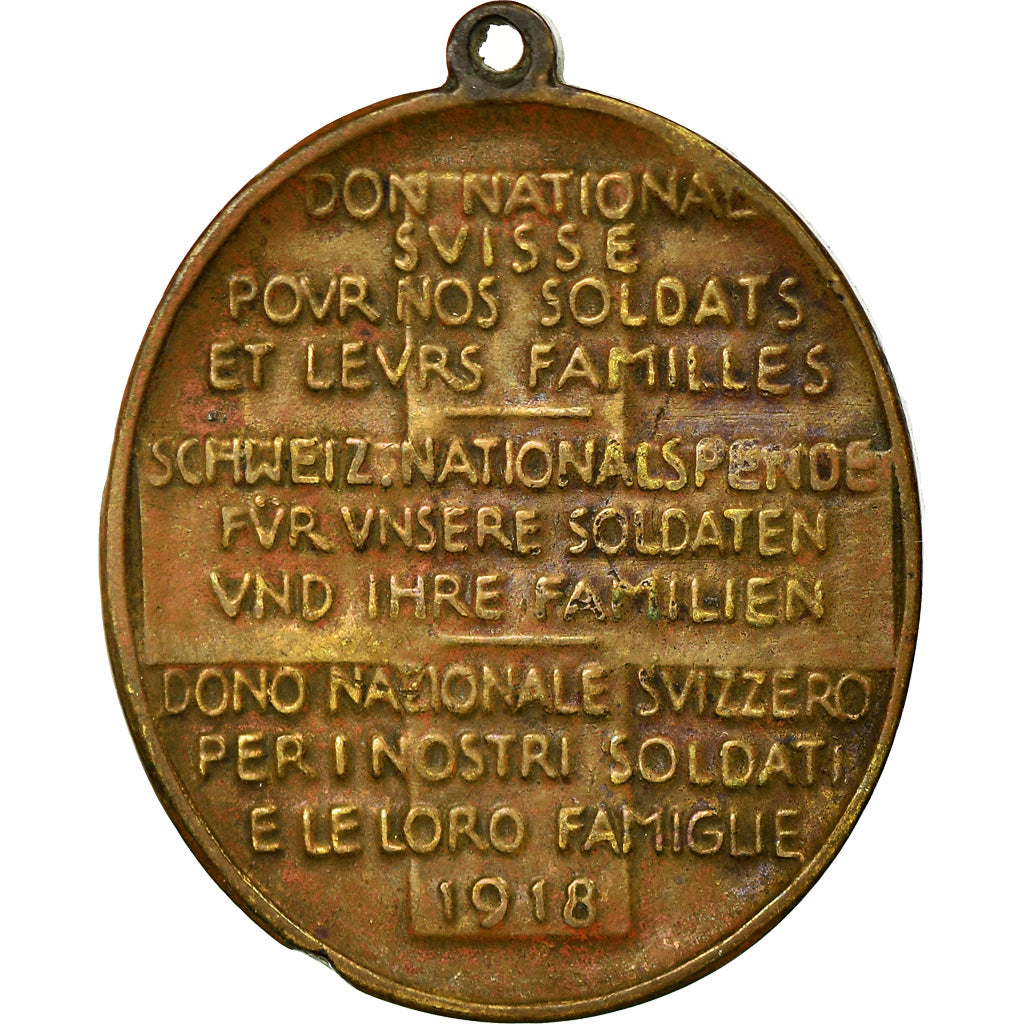 DON NATIONAL
SVISSE
POVR NOS SOLDATS
ET LEVRS FAMILLES
SCHWEIZ. NATIONALSPENDE
FÜR VNSERE SOLDATEN
VND IHRE FAMILIEN
DONO NAZIONALE SVIZZERO
PER I NOSTRI SOLDATI
E LE LORO FAMIGLIE
1918